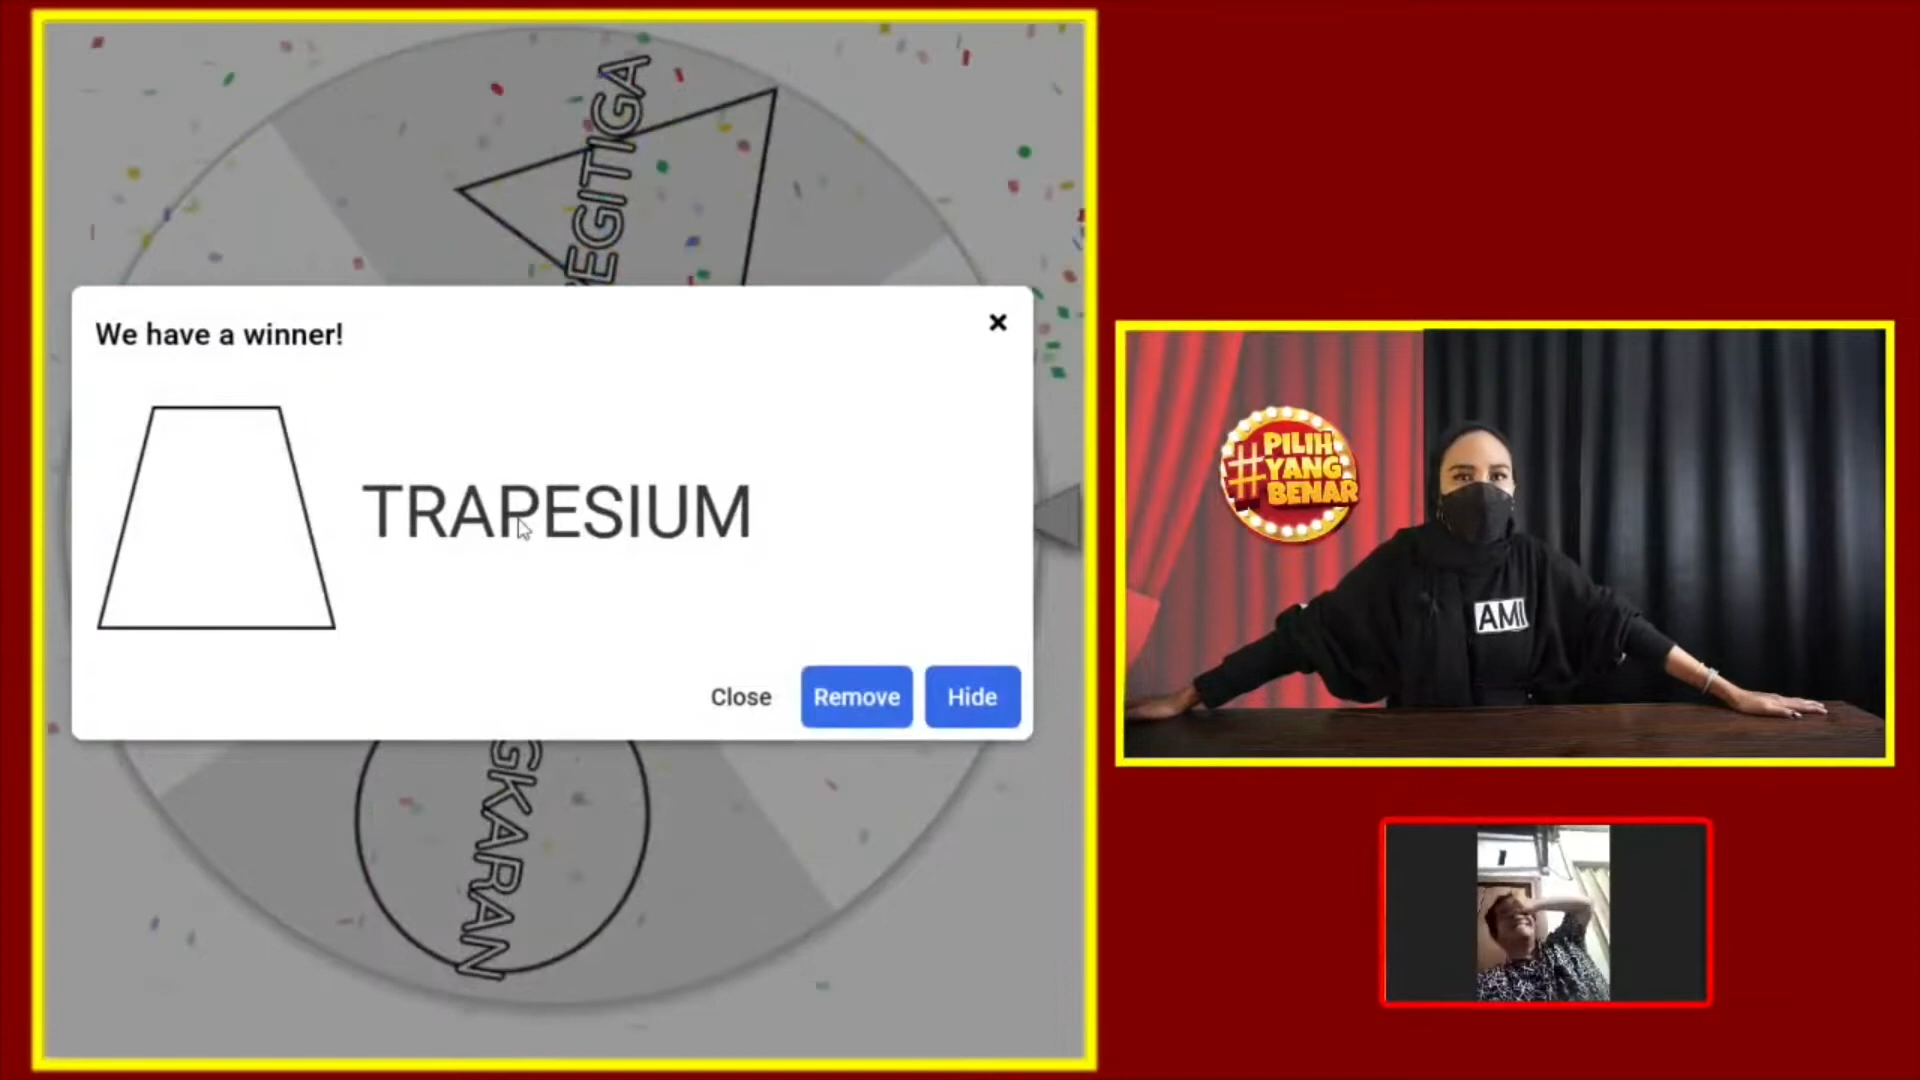 EGITIGA
We have a winner!
TRAPESIUM
Close
Remove
Hide
GKARAN
#PILIH
YANG
BENAR
AMI